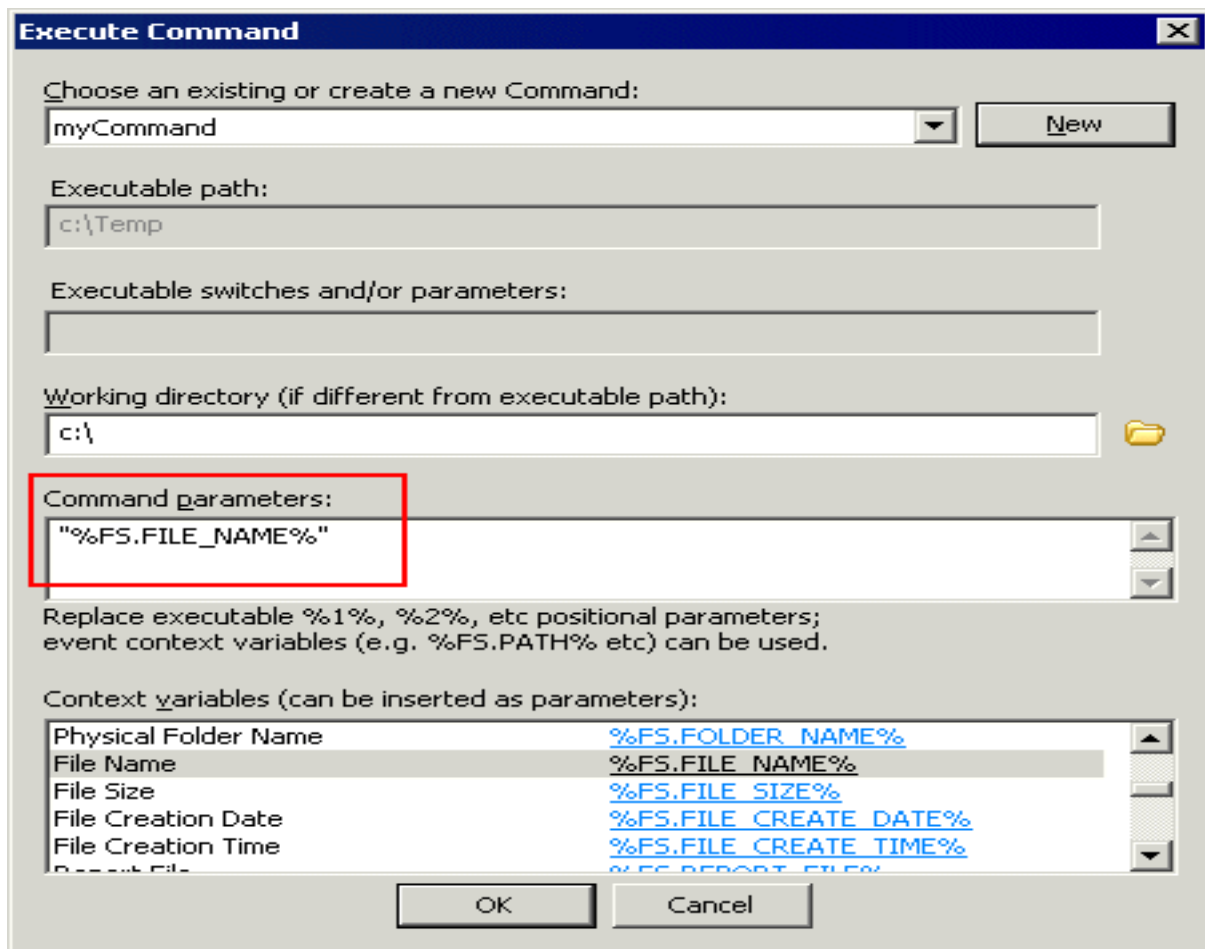 Execute Command
Choose an existing or create a new Command:
myCommand
New
Executable path:
c:\Temp
Executable switches and/or parameters:
Working directory (if different from executable path):
c:\
Command parameters:
"%FS.FILE_NAME%"
Replace executable %1%, %2%, etc positional parameters;
event context variables (e.g. %FS.PATH% etc) can be used.
Context variables (can be inserted as parameters):
Physical Folder Name %FS.FOLDER_NAME%
File Name %FS.FILE_NAME%
File Size %FS.FILE_SIZE%
File Creation Date %FS.FILE_CREATE_DATE%
File Creation Time %FS.FILE_CREATE_TIME%
Report File %FS.REPORT_FILE%
OK Cancel